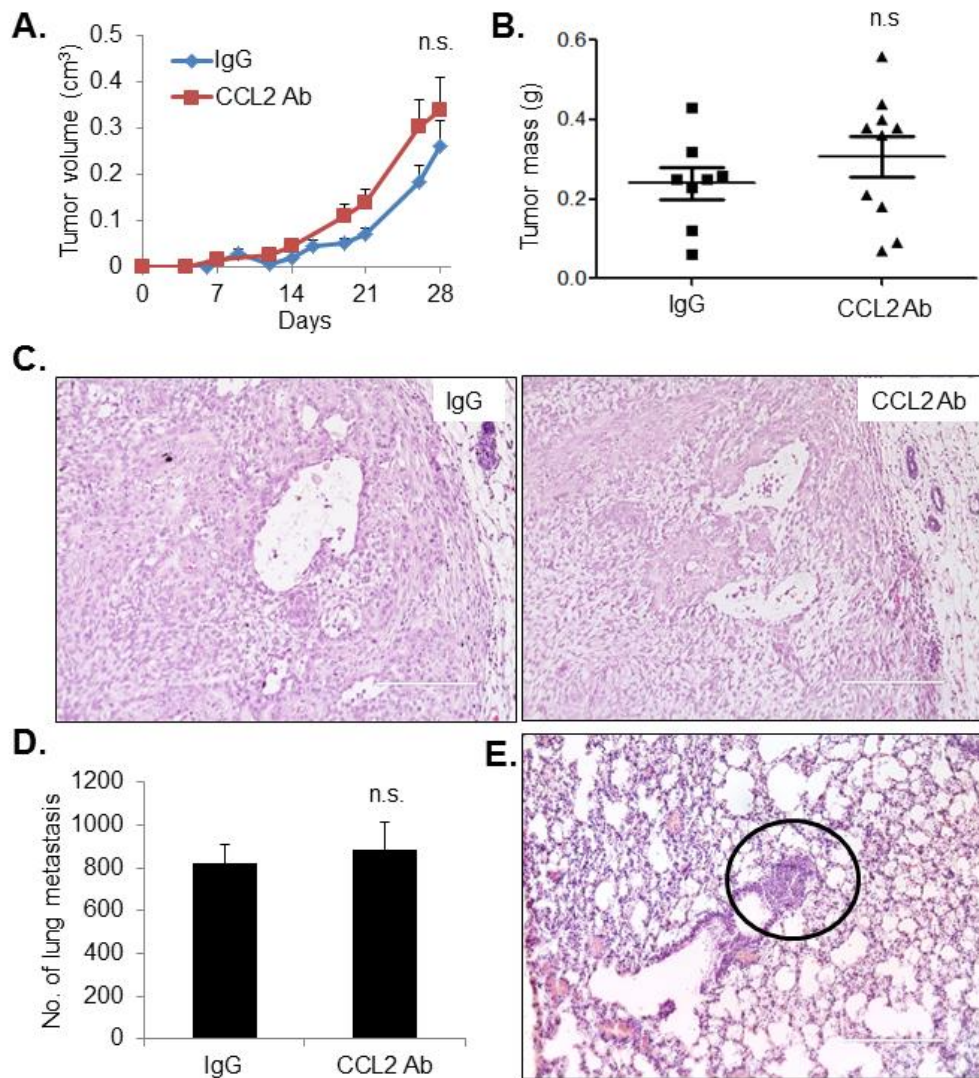 A.
n.s.
IgG
CCL2 Ab
Tumor volume (cm³)
0.5
0.4
0.3
0.2
0.1
0
0
7
14
21
28
Days
B.
n.s
Tumor mass (g)
0.6
0.4
0.2
0.0
IgG
CCL2 Ab
C.
IgG
CCL2 Ab
D.
No. of lung metastasis
1200
1000
800
600
400
200
0
n.s.
IgG
CCL2 Ab
E.